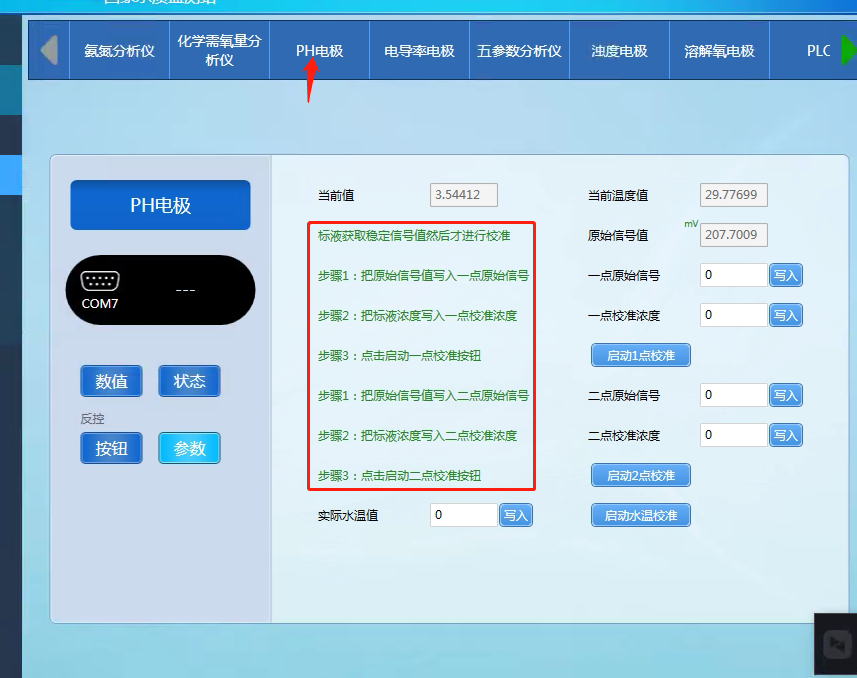 氨氮分析仪
化学需氧量分
析仪
PH电极
电导率电极
五参数分析仪
浊度电极
溶解氧电极
PLC
PH电极
COM7
---
数值
状态
反控
按钮
参数
当前值
3.54412
当前温度值
29.77699
标液获取稳定信号值然后才进行校准
原始信号值
mV
207.7009
步骤1：把原始信号值写入一点原始信号
一点原始信号
0
写入
步骤2：把标液浓度写入一点校准浓度
一点校准浓度
0
写入
步骤3：点击启动一点校准按钮
启动1点校准
步骤1：把原始信号值写入二点原始信号
二点原始信号
0
写入
步骤2：把标液浓度写入二点校准浓度
二点校准浓度
0
写入
步骤3：点击启动二点校准按钮
启动2点校准
实际水温值
0
写入
启动水温校准